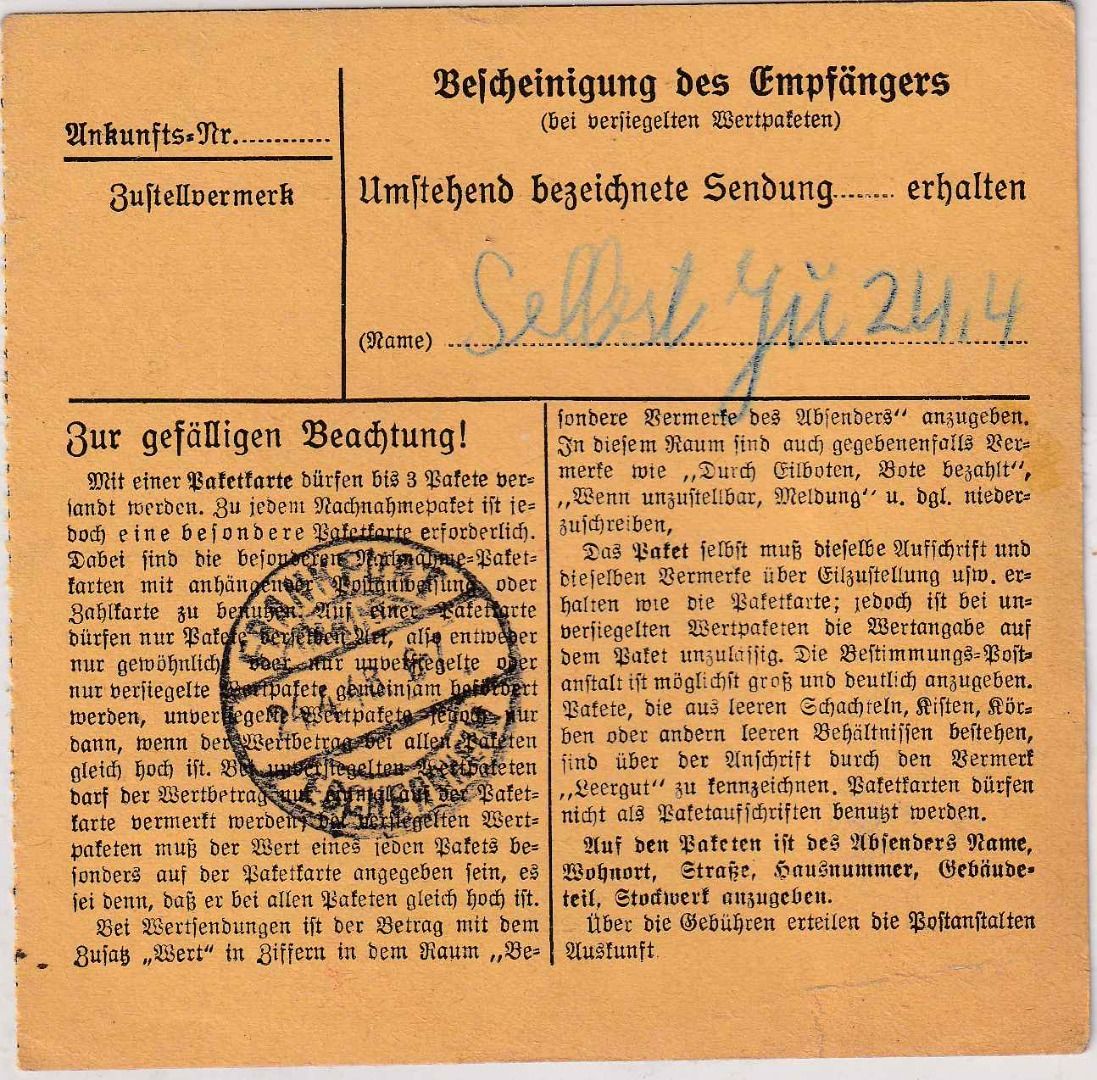 Ankunfts-Nr.
Zustellvermerk
Bescheinigung des Empfängers
(bei versiegelten Wertpaketen)
Umstehend bezeichnete Sendung........ erhalten
(Name) Selbst 24.4
Zur gefälligen Beachtung!
Mit einer Paketkarte dürfen bis 3 Pakete ver-
sandt werden. Zu jedem Nachnahmepaket ist je-
doch eine besondere Paketkarte erforderlich.
Dabei sind die besonderen Nachnahme-Paket-
karten mit anhängender Postanweisung oder
Zahlkarte zu benutzen. Auf einer Paketkarte
dürfen nur Pakete derselben Art, also entweder
nur gewöhnliche oder nur unversiegelte oder
nur versiegelte Wertpakete gemeinsam befördert
werden, unversiegelte Wertpakete jedoch nur
dann, wenn der Wertbetrag bei allen Paketen
gleich hoch ist. Bei unversiegelten Wertpaketen
darf der Wertbetrag nur einmal auf der Paket-
karte vermerkt werden; bei versiegelten Wert-
paketen muß der Wert eines jeden Pakets be-
sonders auf der Paketkarte angegeben sein, es
sei denn, daß er bei allen Paketen gleich hoch ist.
Bei Wertsendungen ist der Betrag mit dem
Zusatz „Wert" in Ziffern in dem Raum „Be-
sondere Vermerke des Absenders" anzugeben.
In diesem Raum sind auch gegebenenfalls Ver-
merke wie „Durch Eilboten, Bote bezahlt",
„Wenn unzustellbar, Meldung" u. dgl. nieder-
zuschreiben,
Das Paket selbst muß dieselbe Aufschrift und
dieselben Vermerke über Eilzustellung usw. er-
halten wie die Paketkarte; jedoch ist bei un-
versiegelten Wertpaketen die Wertangabe auf
dem Paket unzulässig. Die Bestimmungs-Post-
anstalt ist möglichst groß und deutlich anzugeben.
Pakete, die aus leeren Schachteln, Kisten, Kör-
ben oder andern leeren Behältnissen bestehen,
sind über der Anschrift durch den Vermerk
„Leergut" zu kennzeichnen. Paketkarten dürfen
nicht als Paketaufschriften benutzt werden.
Auf den Paketen ist des Absenders Name,
Wohnort, Straße, Hausnummer, Gebäude-
teil, Stockwerk anzugeben.
Über die Gebühren erteilen die Postanstalten
Auskunft